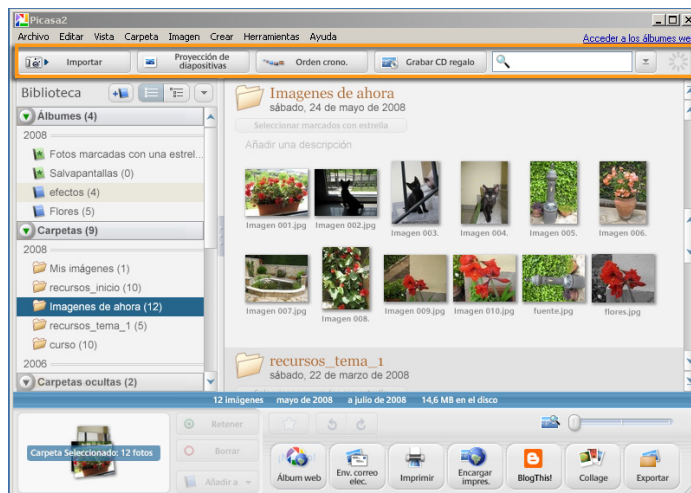 Picasa2
Archivo Editar Vista Carpeta Imagen Crear Herramientas Ayuda
Acceder a los álbumes we
Importar
Proyección de
diapositivas
Orden crono.
Grabar CD regalo
Biblioteca
Álbumes (4)
2008
Fotos marcadas con una estrel...
Salvapantallas (0)
efectos (4)
Flores (5)
Carpetas (9)
2008
Mis imágenes (1)
recursos_inicio (10)
Imagenes de ahora (12)
recursos_tema_1 (5)
curso (10)
2006
Carpetas ocultas (2)
Imagenes de ahora
sábado, 24 de mayo de 2008
Seleccionar marcados con estrella
Añadir una descripción
Imagen 001.jpg Imagen 002.jpg Imagen 003. Imagen 004. Imagen 005. Imagen 006.
Imagen 007.jpg Imagen 008. Imagen 009.jpg Imagen 010.jpg fuente.jpg flores.jpg
recursos_tema_1
sábado, 22 de marzo de 2008
12 imágenes mayo de 2008 a julio de 2008 14,6 MB en el disco
Carpeta Seleccionado: 12 fotos
Retener
Borrar
Añadir a
Álbum web
Env. correo
elec.
Imprimir
Encargar
impres.
BlogThis!
Collage
Exportar